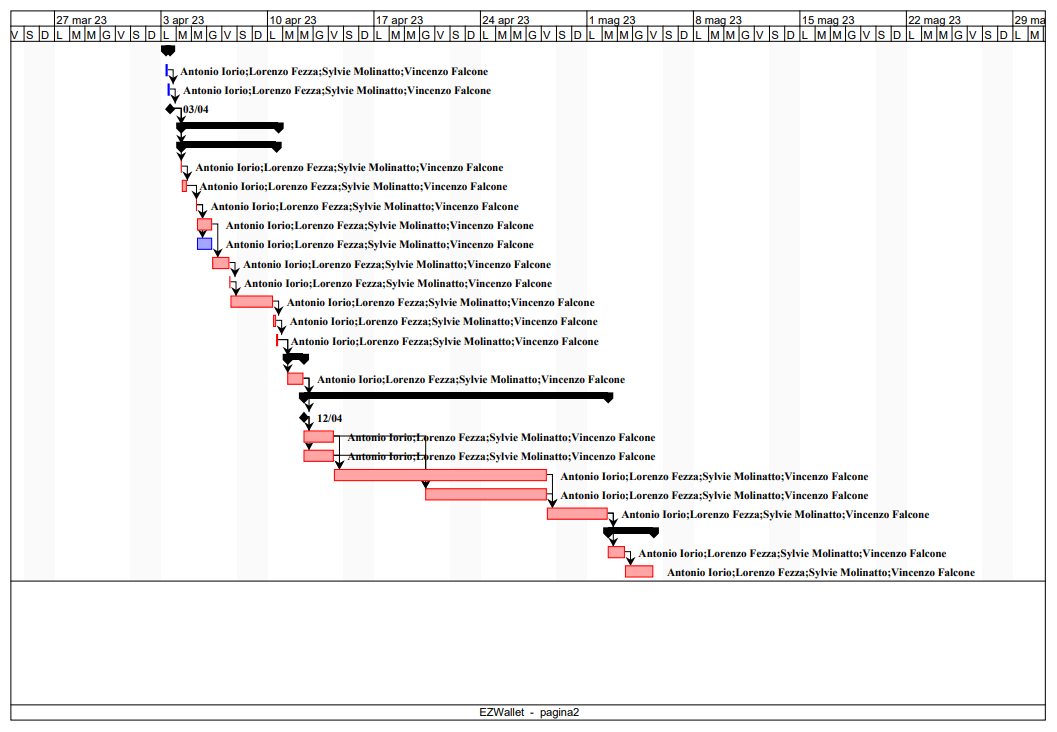 27 mar 23 3 apr 23 10 apr 23 17 apr 23 24 apr 23 1 mag 23 8 mag 23 15 mag 23 22 mag 23 29 ma
V S D L M M G V S D L M M G V S D L M M G V S D L M M G V S D L M M G V S D L M M G V S D L M M G V S D L M M G V S D L M M G V S D L M
Antonio Iorio;Lorenzo Fezza;Sylvie Molinatto;Vincenzo Falcone
Antonio Iorio;Lorenzo Fezza;Sylvie Molinatto;Vincenzo Falcone
03/04
Antonio Iorio;Lorenzo Fezza;Sylvie Molinatto;Vincenzo Falcone
Antonio Iorio;Lorenzo Fezza;Sylvie Molinatto;Vincenzo Falcone
Antonio Iorio;Lorenzo Fezza;Sylvie Molinatto;Vincenzo Falcone
Antonio Iorio;Lorenzo Fezza;Sylvie Molinatto;Vincenzo Falcone
Antonio Iorio;Lorenzo Fezza;Sylvie Molinatto;Vincenzo Falcone
Antonio Iorio;Lorenzo Fezza;Sylvie Molinatto;Vincenzo Falcone
Antonio Iorio;Lorenzo Fezza;Sylvie Molinatto;Vincenzo Falcone
Antonio Iorio;Lorenzo Fezza;Sylvie Molinatto;Vincenzo Falcone
Antonio Iorio;Lorenzo Fezza;Sylvie Molinatto;Vincenzo Falcone
Antonio Iorio;Lorenzo Fezza;Sylvie Molinatto;Vincenzo Falcone
Antonio Iorio;Lorenzo Fezza;Sylvie Molinatto;Vincenzo Falcone
12/04
Antonio Iorio;Lorenzo Fezza;Sylvie Molinatto;Vincenzo Falcone
Antonio Iorio;Lorenzo Fezza;Sylvie Molinatto;Vincenzo Falcone
Antonio Iorio;Lorenzo Fezza;Sylvie Molinatto;Vincenzo Falcone
Antonio Iorio;Lorenzo Fezza;Sylvie Molinatto;Vincenzo Falcone
Antonio Iorio;Lorenzo Fezza;Sylvie Molinatto;Vincenzo Falcone
Antonio Iorio;Lorenzo Fezza;Sylvie Molinatto;Vincenzo Falcone
Antonio Iorio;Lorenzo Fezza;Sylvie Molinatto;Vincenzo Falcone
EZWallet - pagina2